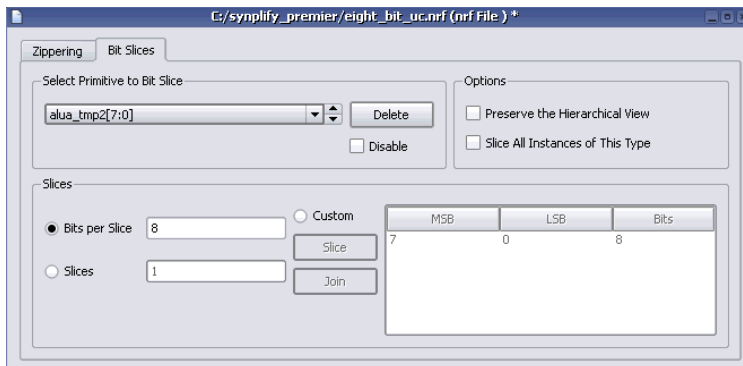 C:/synplify_premier/eight_bit_uc.nrf (nrf File ) *
Zippering Bit Slices
Select Primitive to Bit Slice
Options
alua_tmp2[7:0] Delete
Preserve the Hierarchical View
Disable
Slice All Instances of This Type
Slices
Bits per Slice 8
Custom
MSB LSB Bits
Slice
7 0 8
Slices 1
Join